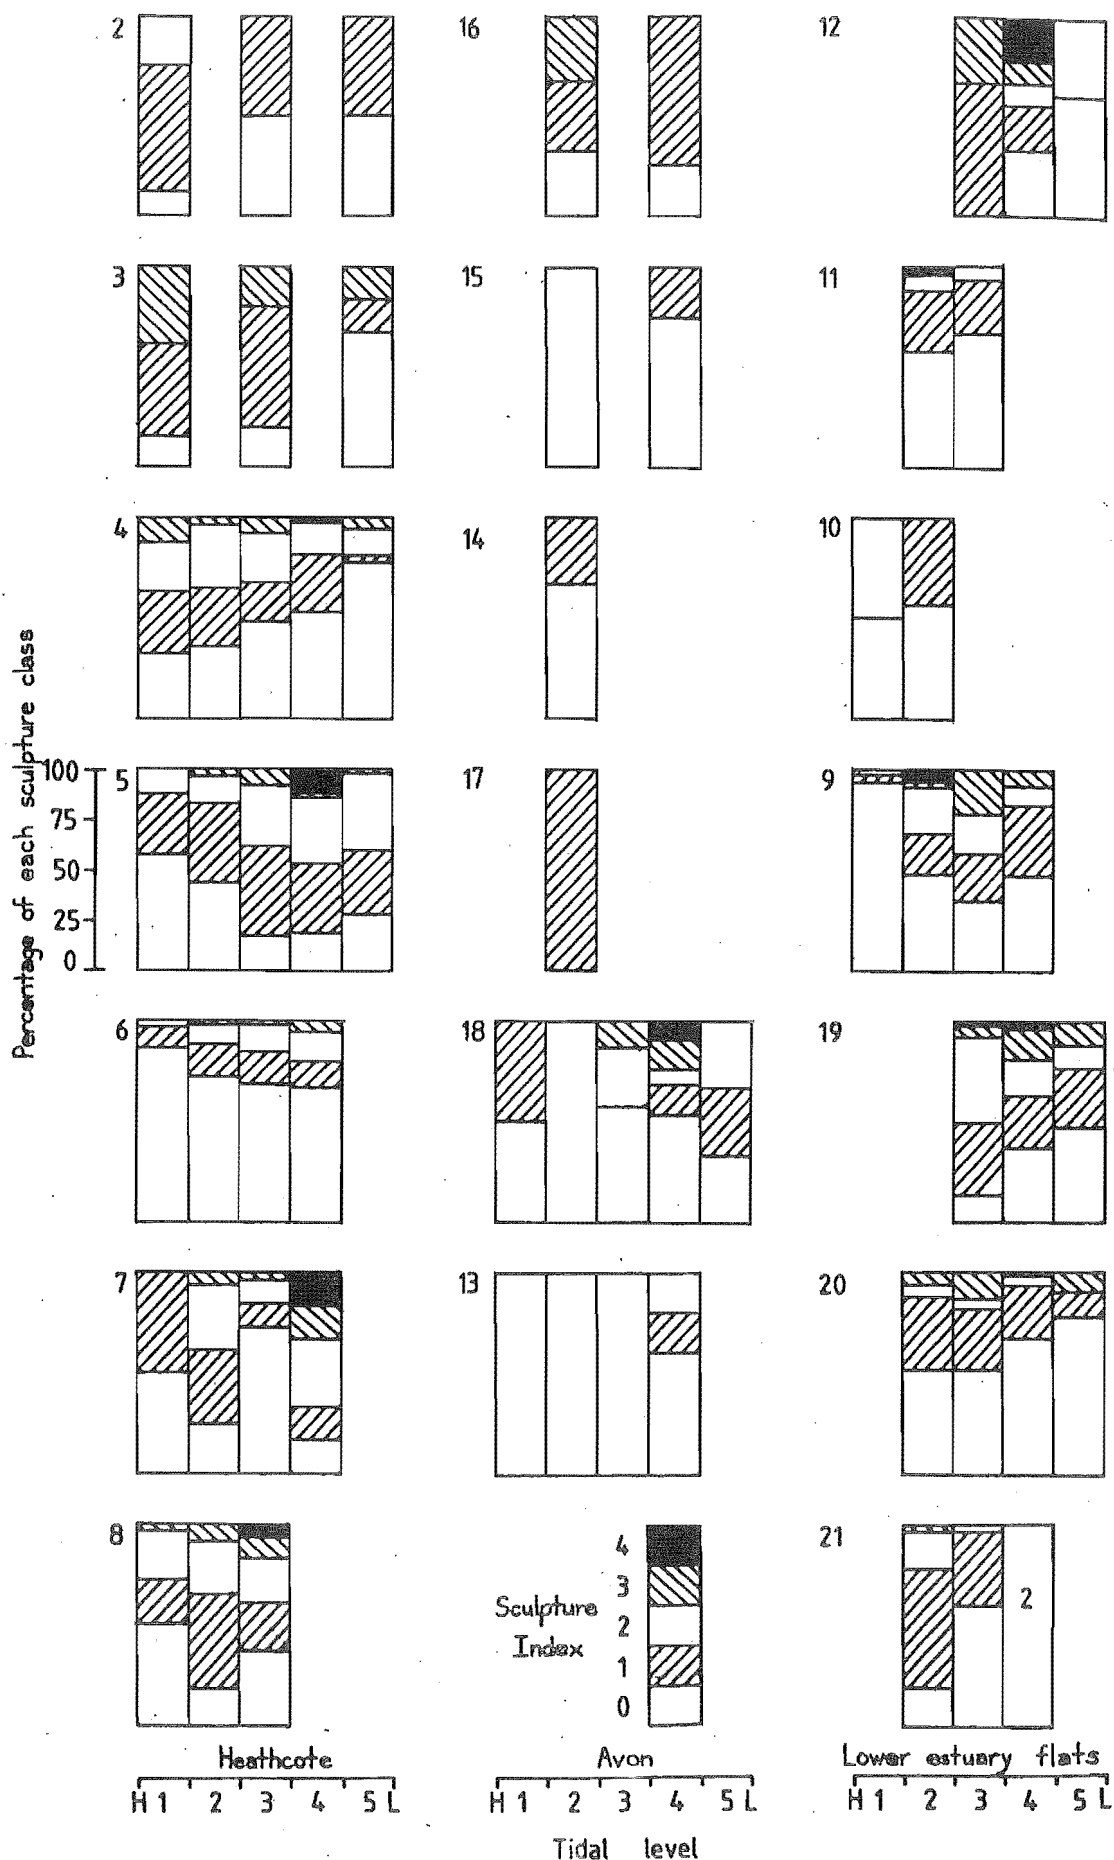 2 16 12
3 15 11
4 14 10
Percentage of each sculpture class
100
75
50
25
0
5 17 9
6 18 19
7 13 20
8 21
Sculpture
Index
4
3
2
1
0
2
Heathcote Avon Lower estuary flats
H 1 2 3 4 5 L H 1 2 3 4 5 L H 1 2 3 4 5 L
Tidal level